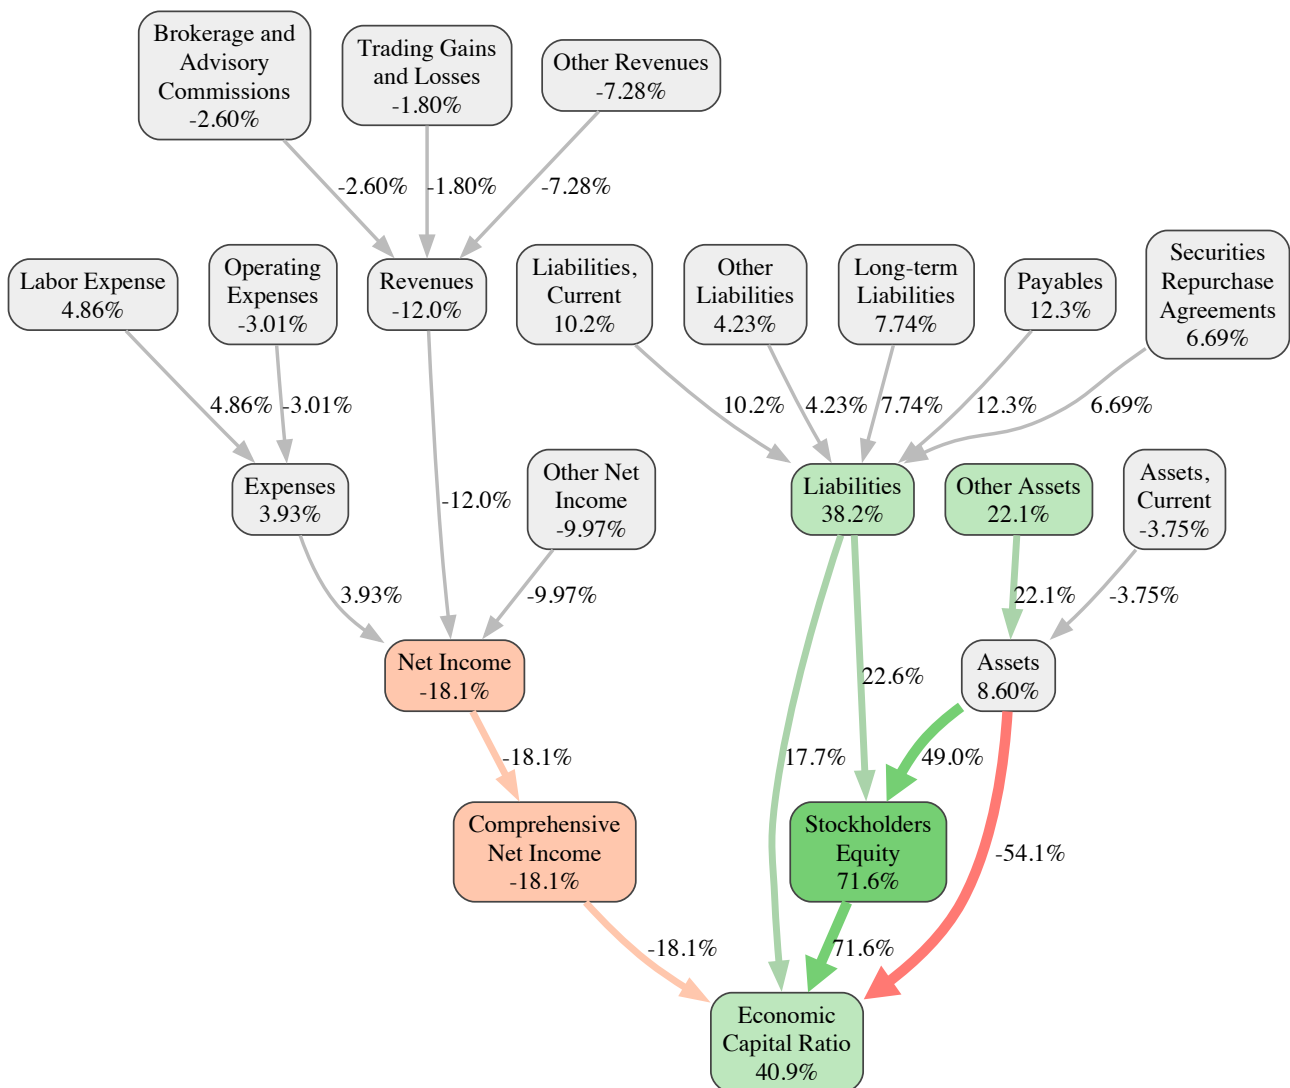 Brokerage and
Advisory
Commissions
-2.60%
Trading Gains
and Losses
-1.80%
Other Revenues
-7.28%
-2.60%
-1.80%
-7.28%
Labor Expense
4.86%
Operating
Expenses
-3.01%
Revenues
-12.0%
Liabilities,
Current
10.2%
Other
Liabilities
4.23%
Long-term
Liabilities
7.74%
Payables
12.3%
Securities
Repurchase
Agreements
6.69%
4.86%
-3.01%
10.2%
4.23%
7.74%
12.3%
6.69%
Expenses
3.93%
-12.0%
Other Net
Income
-9.97%
Liabilities
38.2%
Other Assets
22.1%
Assets,
Current
-3.75%
3.93%
-9.97%
22.1%
-3.75%
Net Income
-18.1%
22.6%
Assets
8.60%
-18.1%
17.7%
49.0%
Comprehensive
Net Income
-18.1%
Stockholders
Equity
71.6%
-54.1%
-18.1%
71.6%
Economic
Capital Ratio
40.9%